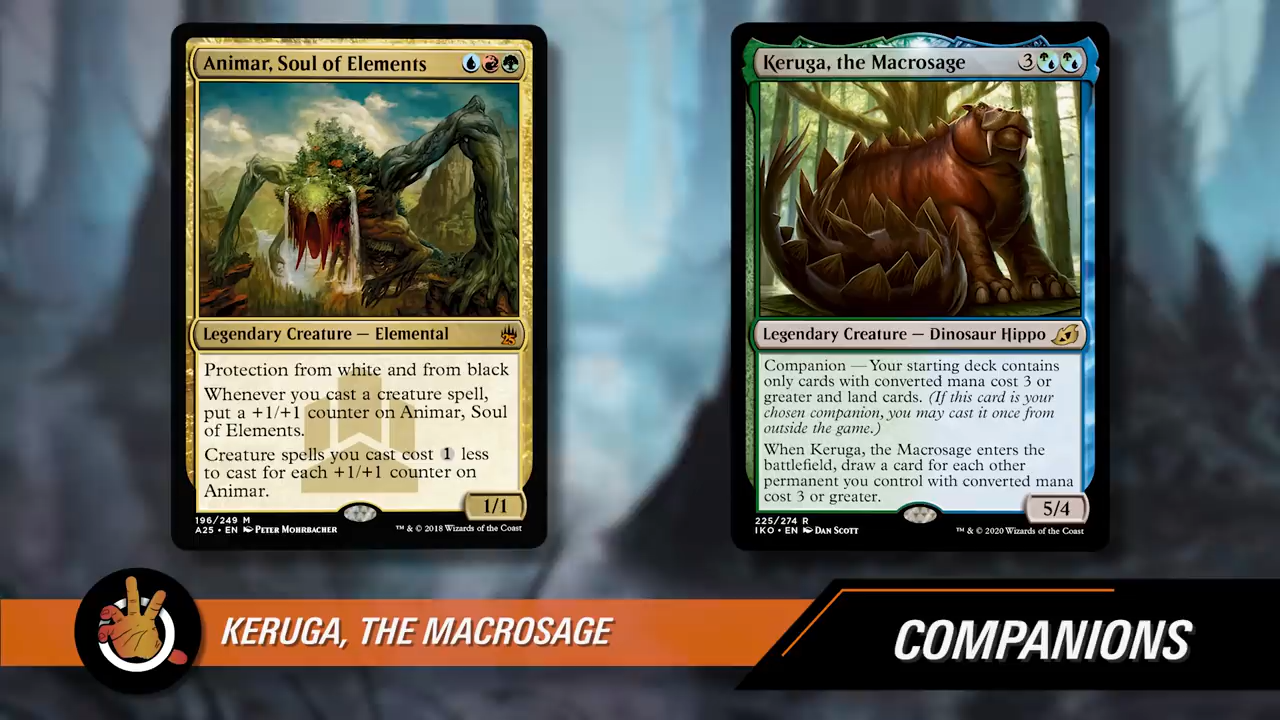 Animar, Soul of Elements
Legendary Creature — Elemental
25
Protection from white and from black
Whenever you cast a creature spell,
put a +1/+1 counter on Animar, Soul
of Elements.
Creature spells you cast cost 1 less
to cast for each +1/+1 counter on
Animar.
1/1
196/249 M
A25 • EN Peter Mohrbacher
™ & © 2018 Wizards of the Coast
Keruga, the Macrosage 3
Legendary Creature — Dinosaur Hippo
Companion — Your starting deck contains
only cards with converted mana cost 3 or
greater and land cards. (If this card is your
chosen companion, you may cast it once from
outside the game.)
When Keruga, the Macrosage enters the
battlefield, draw a card for each other
permanent you control with converted mana
cost 3 or greater.
5/4
225/274 R
IKO • EN Dan Scott
™ & © 2020 Wizards of the Coast
KERUGA, THE MACROSAGE
COMPANIONS